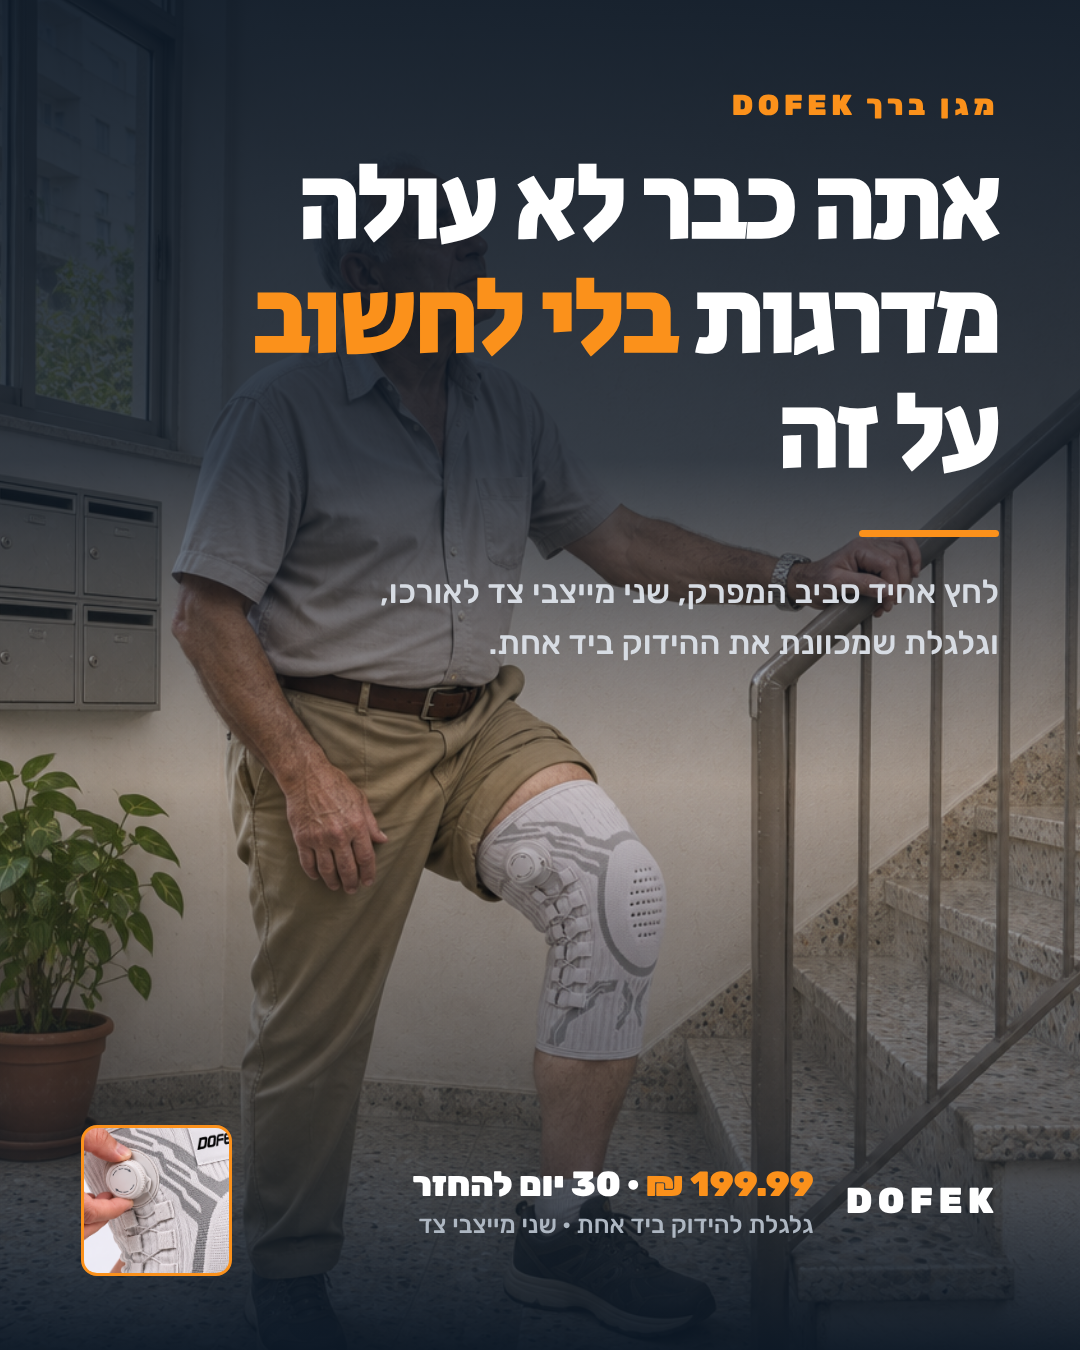 מגן ברך DOFEK
אתה כבר לא עולה
מדרגות בלי לחשוב
על זה
לחץ אחיד סביב המפרק, שני מייצבי צד לאורכו,
וגלגלת שמכוונת את ההידוק ביד אחת.
DOFEK
199.99 ₪ • 30 יום להחזר
גלגלת להידוק ביד אחת • שני מייצבי צד
DOFE